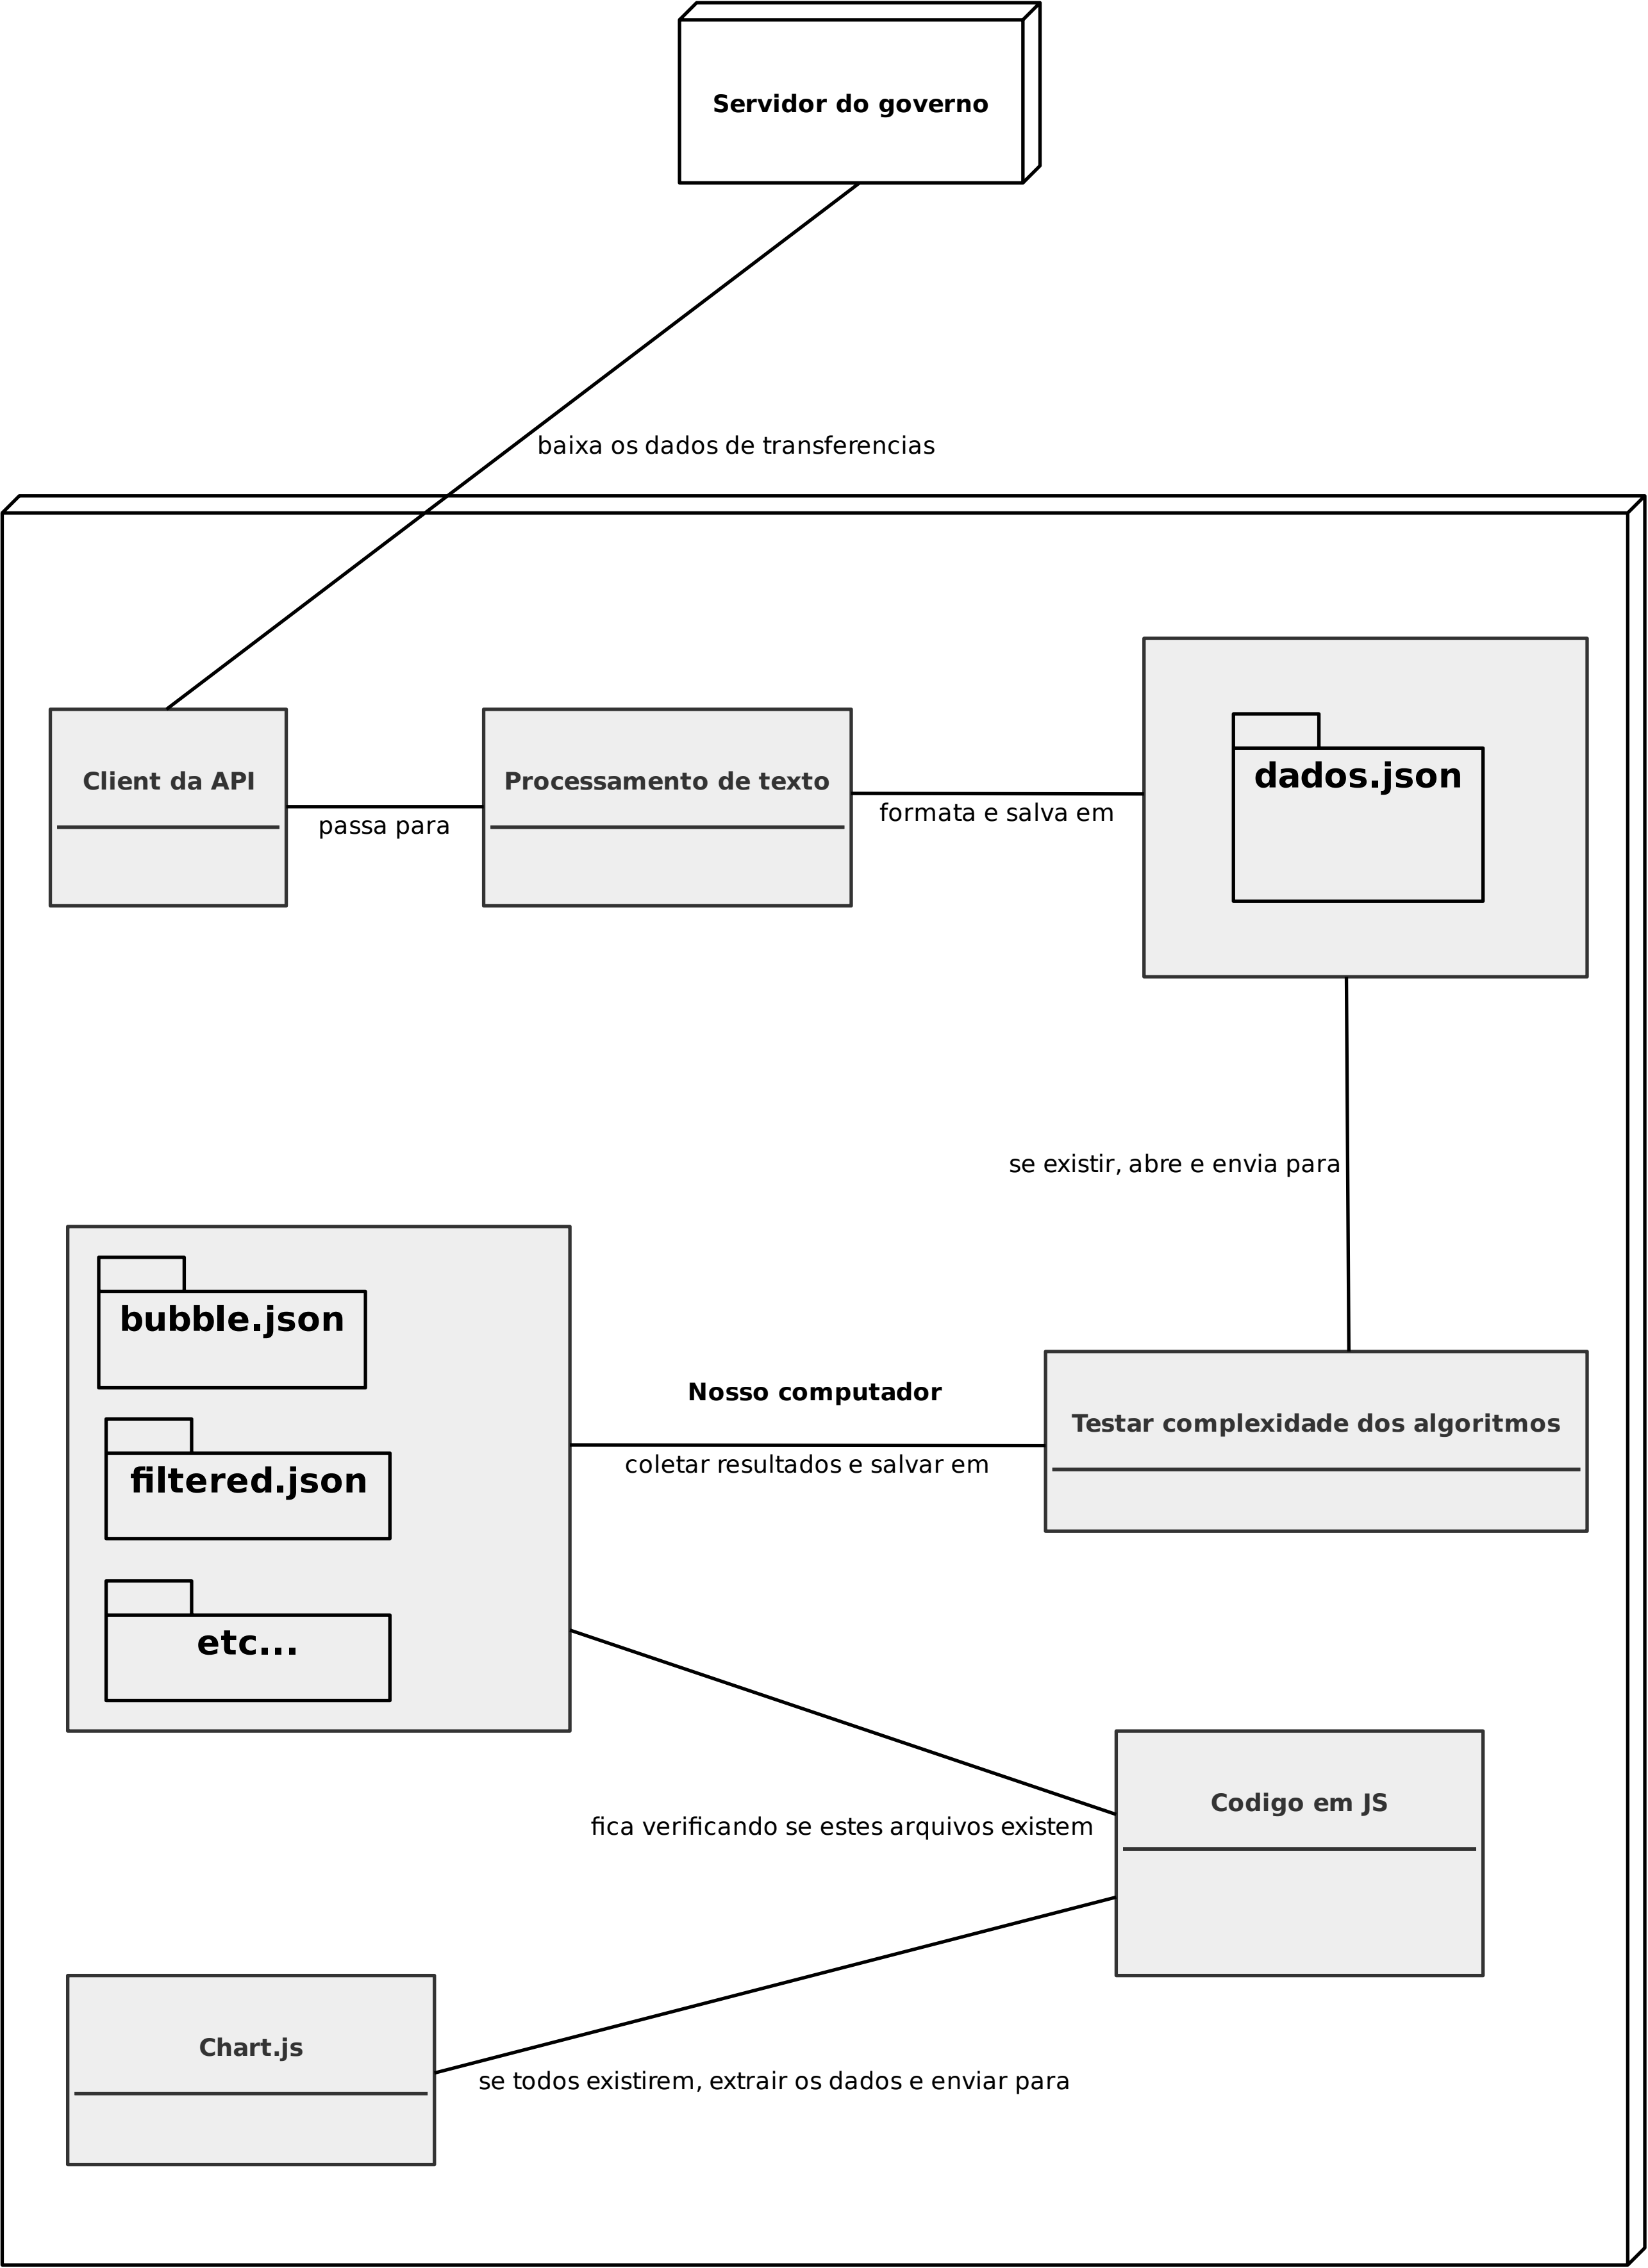 Servidor do governo
baixa os dados de transferencias
Client da API
passa para
Processamento de texto
formata e salva em
dados.json
se existir, abre e envia para
bubble.json
filtered.json
etc...
Nosso computador
coletar resultados e salvar em
Testar complexidade dos algoritmos
fica verificando se estes arquivos existem
Codigo em JS
Chart.js
se todos existirem, extrair os dados e enviar para